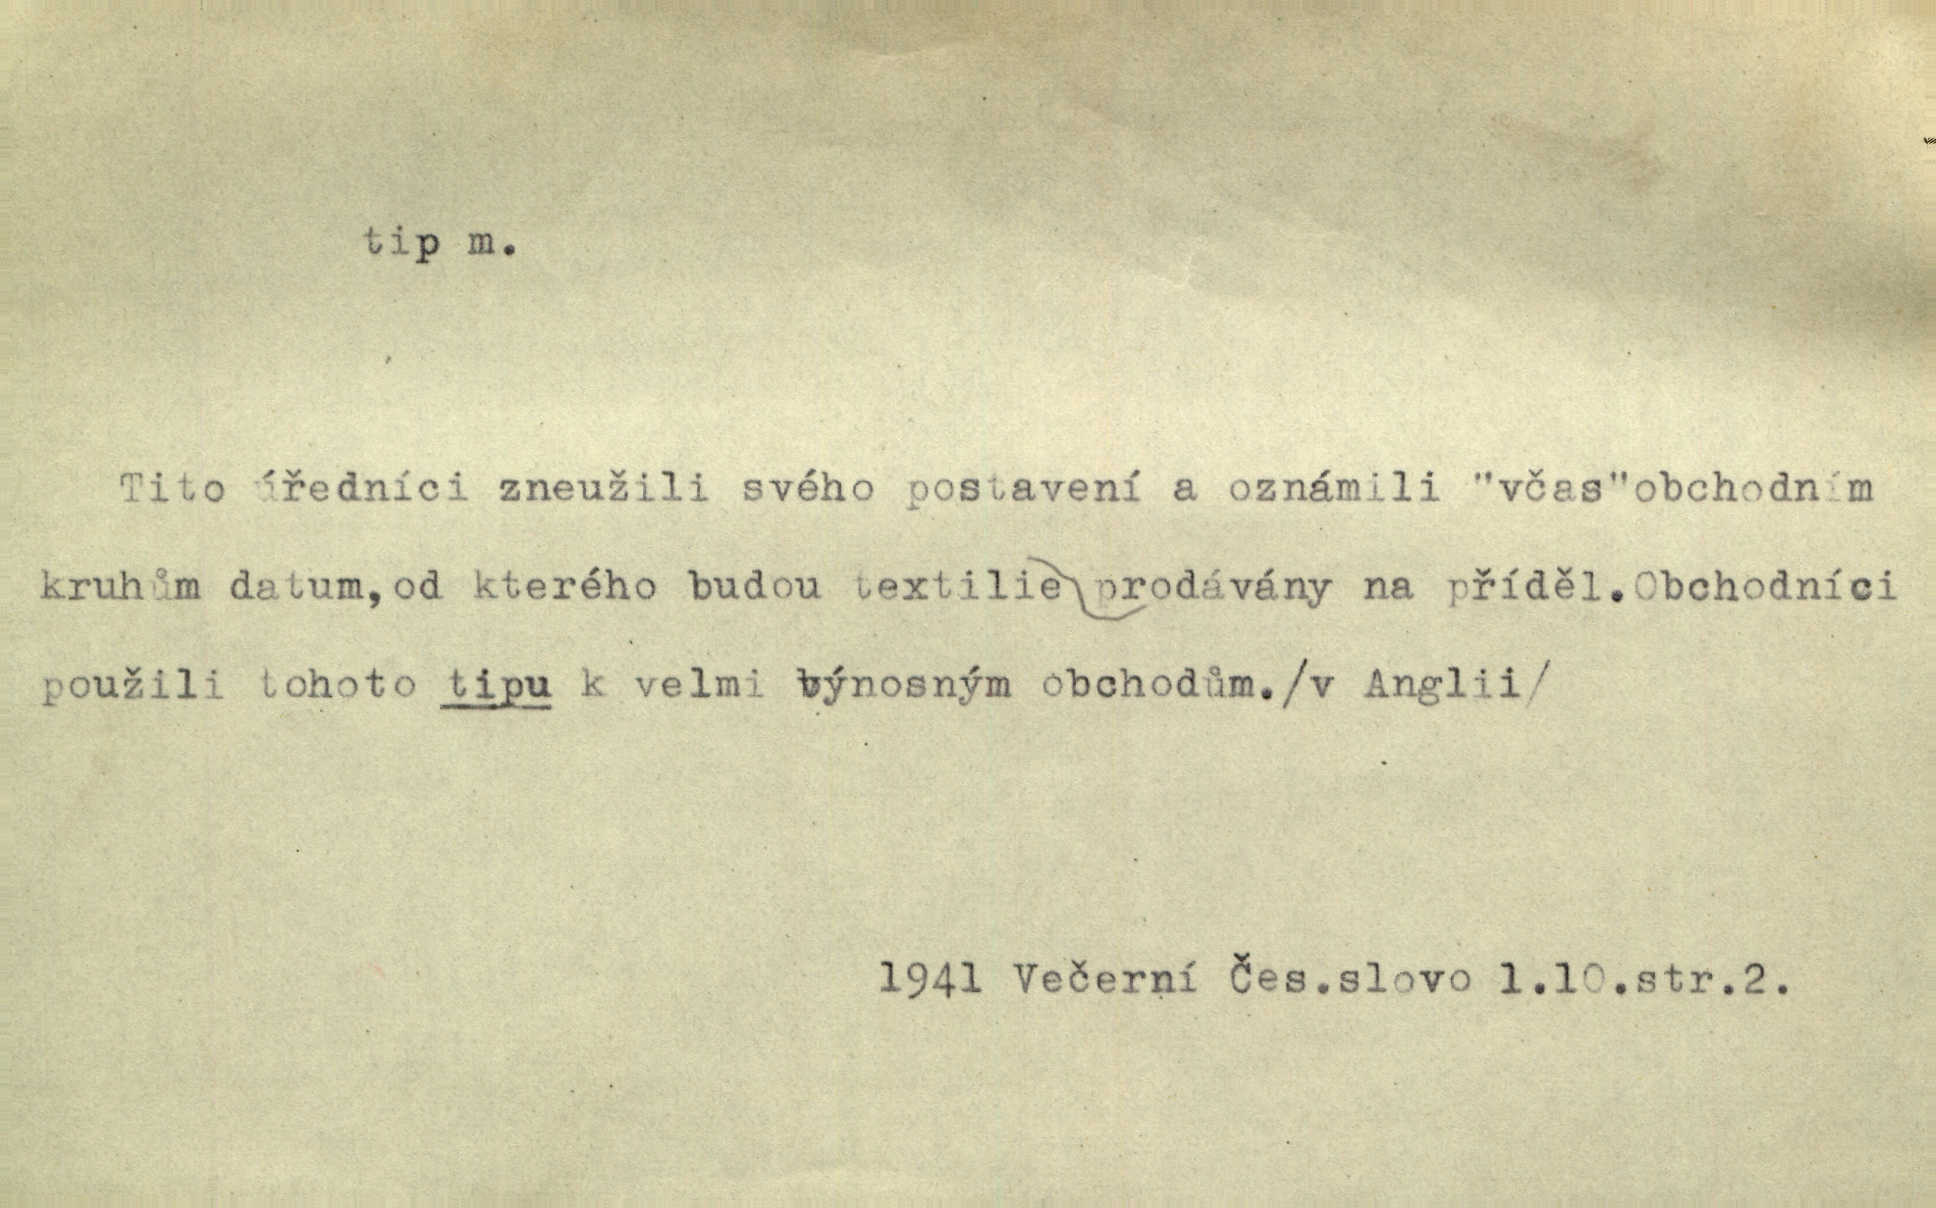 tip m.
Tito úředníci zneužili svého postavení a oznámili "včas"obchodním
kruhům datum,od kterého budou textilie prodávány na příděl.Obchodníci
použili tohoto tipu k velmi výnosným obchodům./v Anglii/
1941 Večerní Čes.slovo 1.10.str.2.